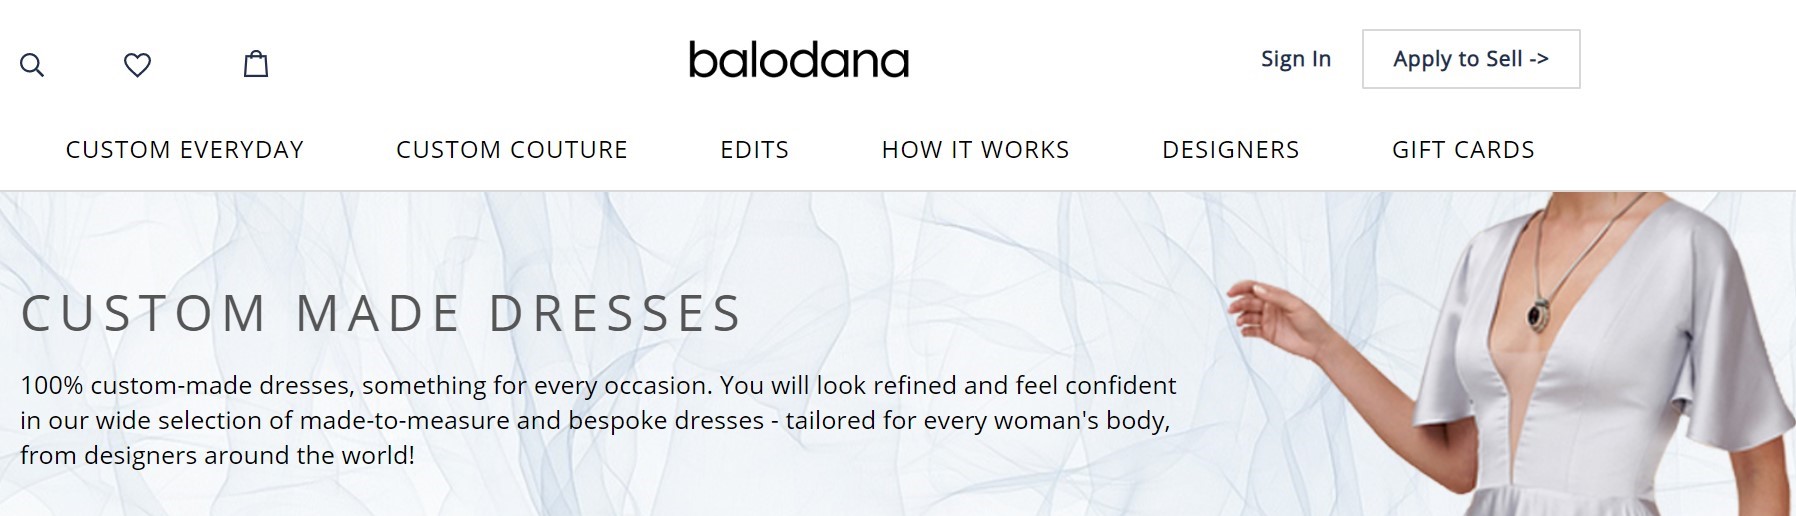 balodana
Sign In
Apply to Sell ->
CUSTOM EVERYDAY
CUSTOM COUTURE
EDITS
HOW IT WORKS
DESIGNERS
GIFT CARDS
CUSTOM MADE DRESSES
100% custom-made dresses, something for every occasion. You will look refined and feel confident
in our wide selection of made-to-measure and bespoke dresses - tailored for every woman's body,
from designers around the world!